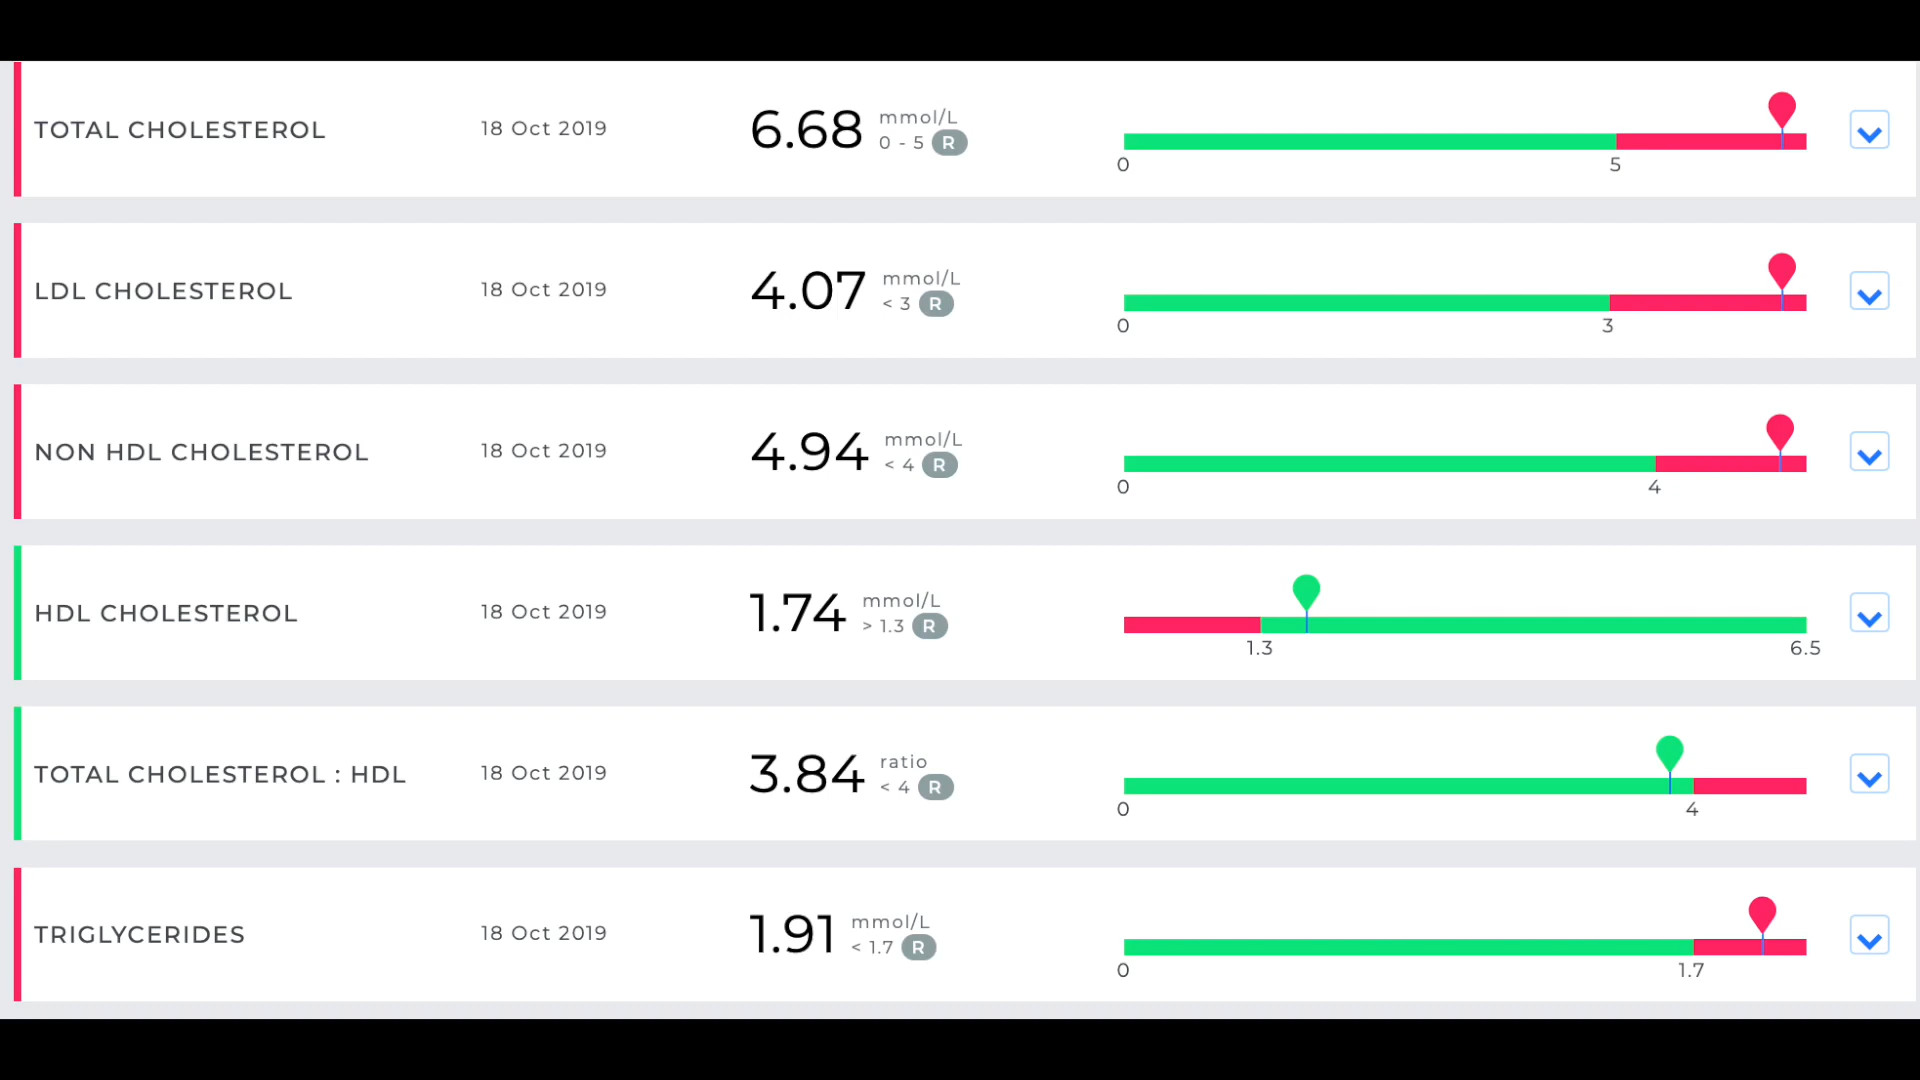 TOTAL CHOLESTEROL 18 Oct 2019 6.68 mmol/L
0 - 5 R
0 5
LDL CHOLESTEROL 18 Oct 2019 4.07 mmol/L
< 3 R
0 3
NON HDL CHOLESTEROL 18 Oct 2019 4.94 mmol/L
< 4 R
0 4
HDL CHOLESTEROL 18 Oct 2019 1.74 mmol/L
> 1.3 R
1.3 6.5
TOTAL CHOLESTEROL : HDL 18 Oct 2019 3.84 ratio
< 4 R
0 4
TRIGLYCERIDES 18 Oct 2019 1.91 mmol/L
< 1.7 R
0 1.7